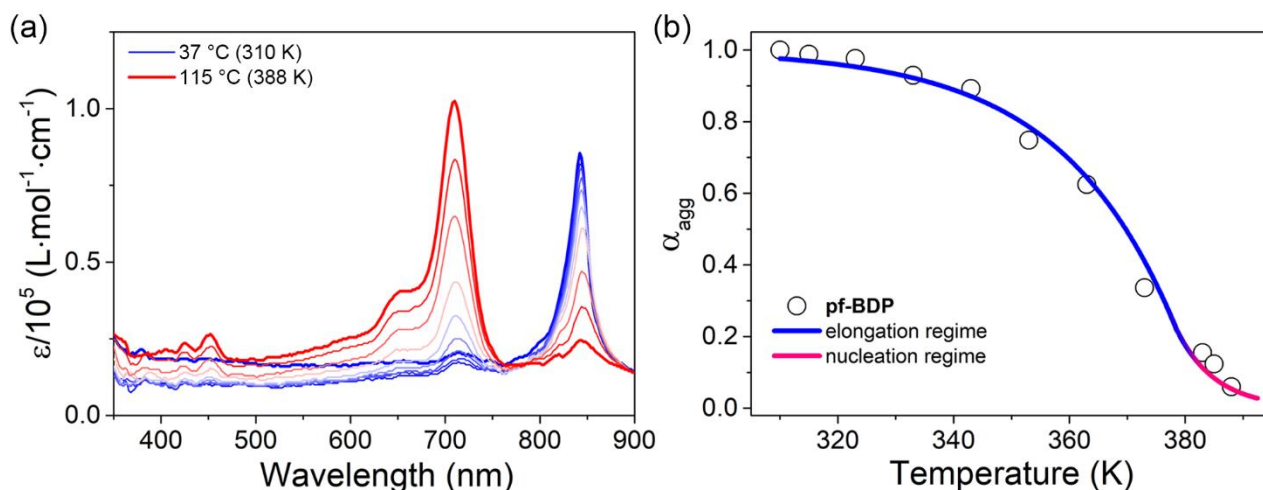 (a)
37 °C (310 K)
115 °C (388 K)
ε/10⁵ (L·mol⁻¹·cm⁻¹)
1.0
0.5
0.0
400 500 600 700 800 900
Wavelength (nm)
(b)
α_agg
1.0
0.8
0.6
0.4
0.2
0.0
pf-BDP
elongation regime
nucleation regime
320 340 360 380
Temperature (K)